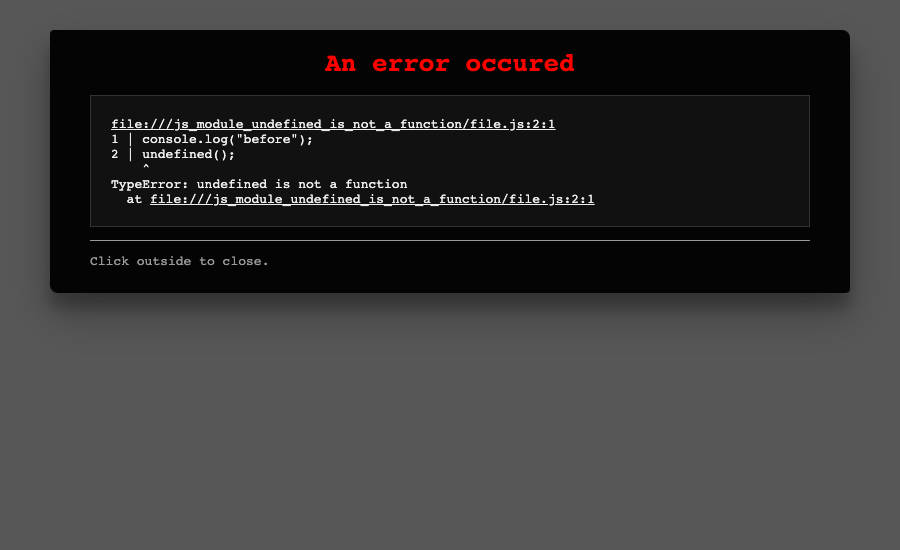 An error occured
file:///js_module_undefined_is_not_a_function/file.js:2:1
1 | console.log("before");
2 | undefined();
    ^
TypeError: undefined is not a function
  at file:///js_module_undefined_is_not_a_function/file.js:2:1
Click outside to close.